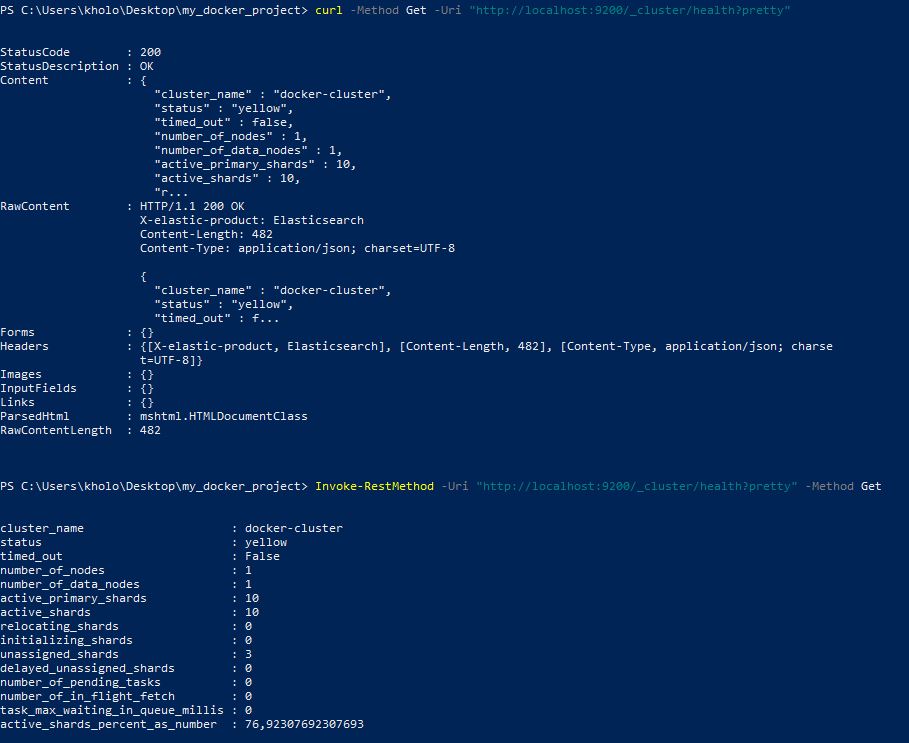 PS C:\Users\kholo\Desktop\my_docker_project> curl -Method Get -Uri "http://localhost:9200/_cluster/health?pretty"
StatusCode : 200
StatusDescription : OK
Content : {
"cluster_name" : "docker-cluster",
"status" : "yellow",
"timed_out" : false,
"number_of_nodes" : 1,
"number_of_data_nodes" : 1,
"active_primary_shards" : 10,
"active_shards" : 10,
"r...
RawContent : HTTP/1.1 200 OK
X-elastic-product: Elasticsearch
Content-Length: 482
Content-Type: application/json; charset=UTF-8
{
"cluster_name" : "docker-cluster",
"status" : "yellow",
"timed_out" : f...
Forms : {}
Headers : {[X-elastic-product, Elasticsearch], [Content-Length, 482], [Content-Type, application/json; charse
t=UTF-8]}
Images : {}
InputFields : {}
Links : {}
ParsedHtml : mshtml.HTMLDocumentClass
RawContentLength : 482
PS C:\Users\kholo\Desktop\my_docker_project> Invoke-RestMethod -Uri "http://localhost:9200/_cluster/health?pretty" -Method Get
cluster_name : docker-cluster
status : yellow
timed_out : False
number_of_nodes : 1
number_of_data_nodes : 1
active_primary_shards : 10
active_shards : 10
relocating_shards : 0
initializing_shards : 0
unassigned_shards : 3
delayed_unassigned_shards : 0
number_of_pending_tasks : 0
number_of_in_flight_fetch : 0
task_max_waiting_in_queue_millis : 0
active_shards_percent_as_number : 76,92307692307693